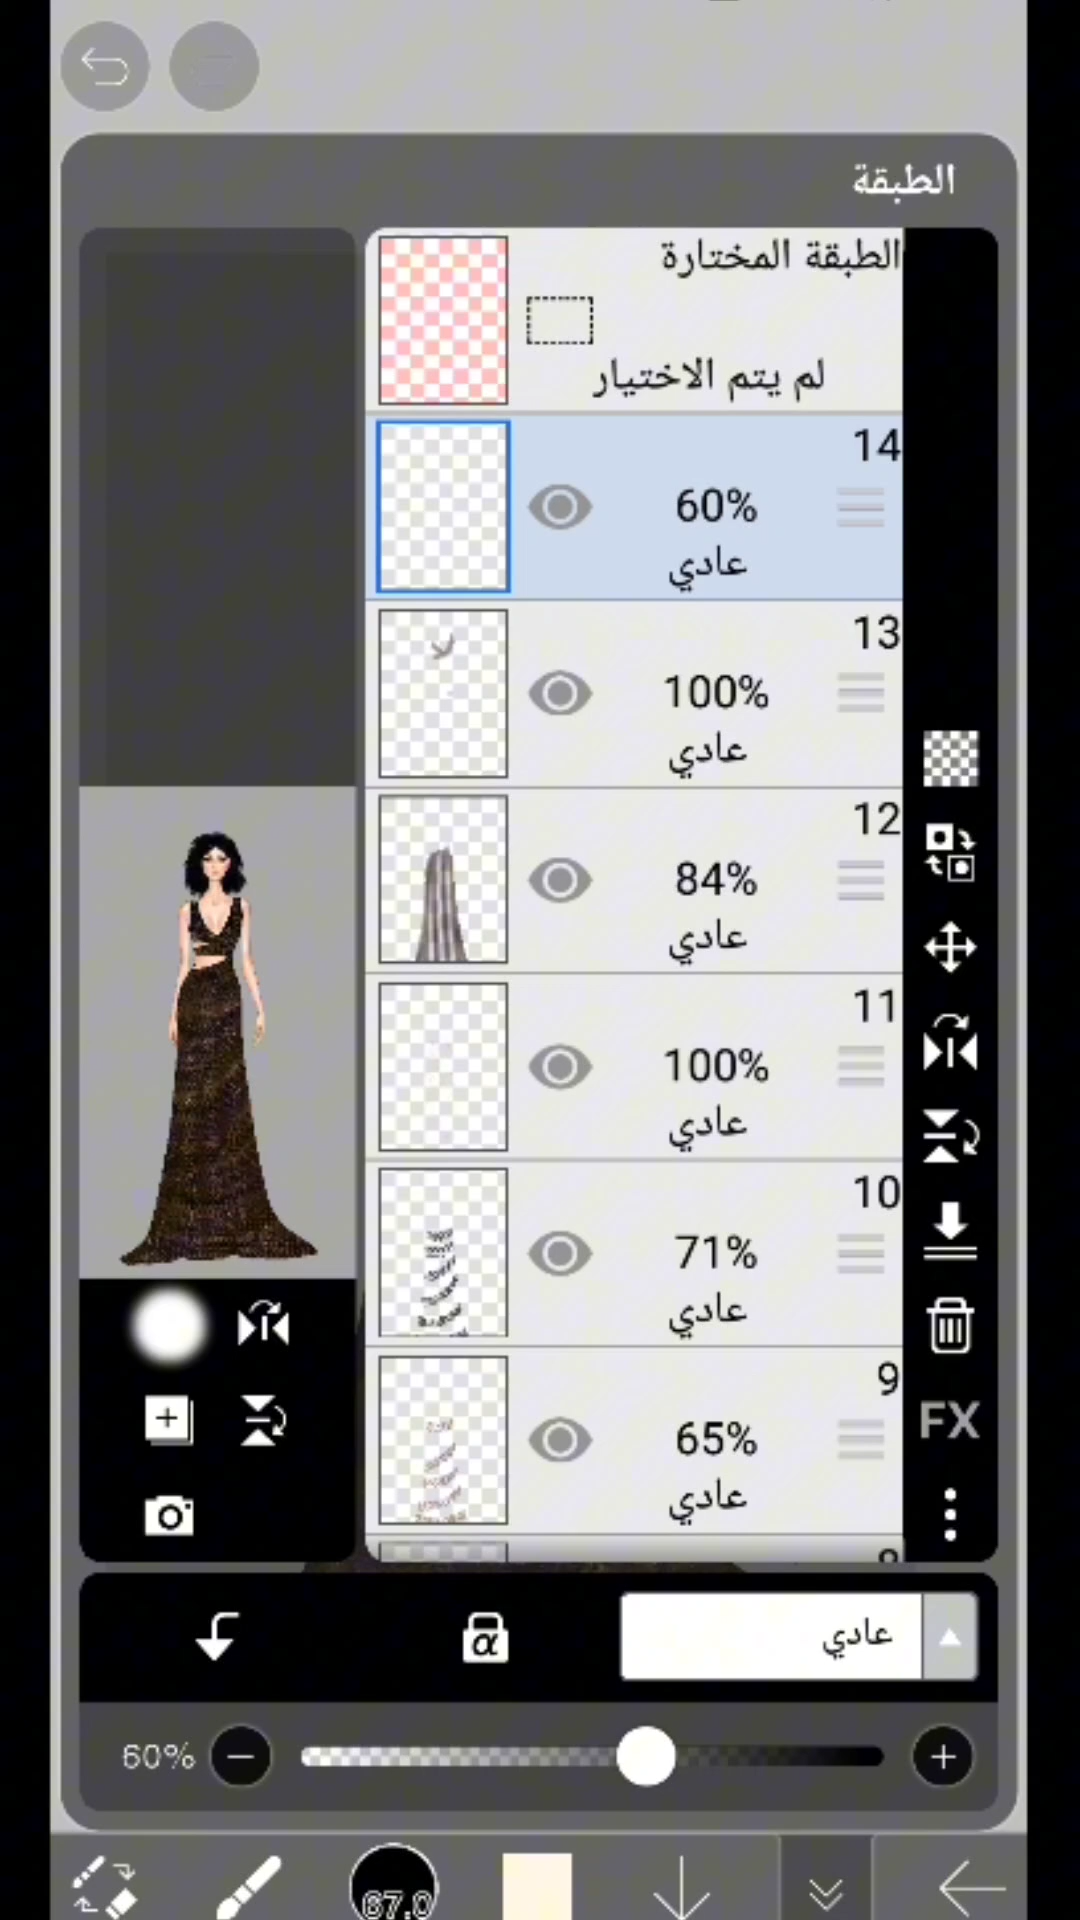 الطبقة
الطبقة المختارة
لم يتم الاختيار
14
60%
عادي
13
100%
عادي
12
84%
عادي
11
100%
عادي
10
71%
عادي
9
65%
عادي
FX
α
عادي
60%
67.0